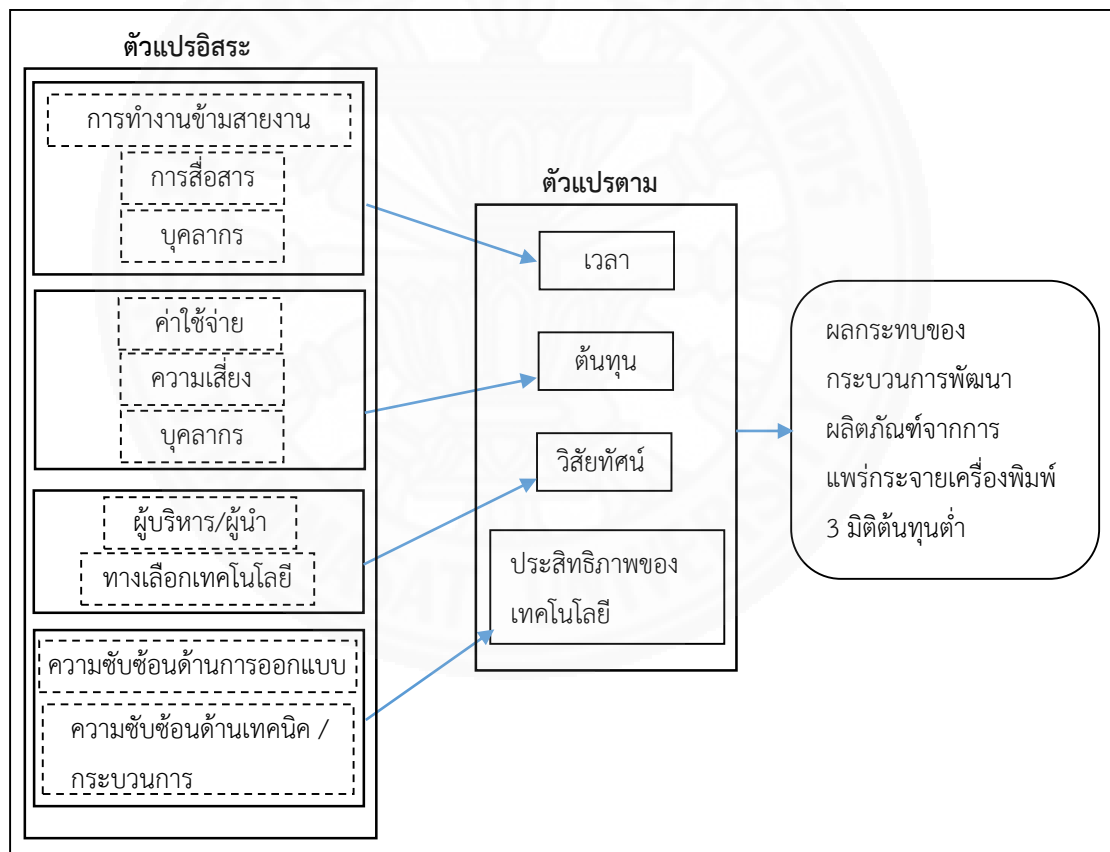 ตัวแปรอิสระ
การทำงานข้ามสายงาน
การสื่อสาร
บุคลากร
ค่าใช้จ่าย
ความเสี่ยง
บุคลากร
ผู้บริหาร/ผู้นำ
ทางเลือกเทคโนโลยี
ความซับซ้อนด้านการออกแบบ
ความซับซ้อนด้านเทคนิค /
กระบวนการ
ตัวแปรตาม
เวลา
ต้นทุน
วิสัยทัศน์
ประสิทธิภาพของ
เทคโนโลยี
ผลกระทบของ
กระบวนการพัฒนา
ผลิตภัณฑ์จากการ
แพร่กระจายเครื่องพิมพ์
3 มิติต้นทุนต่ำ